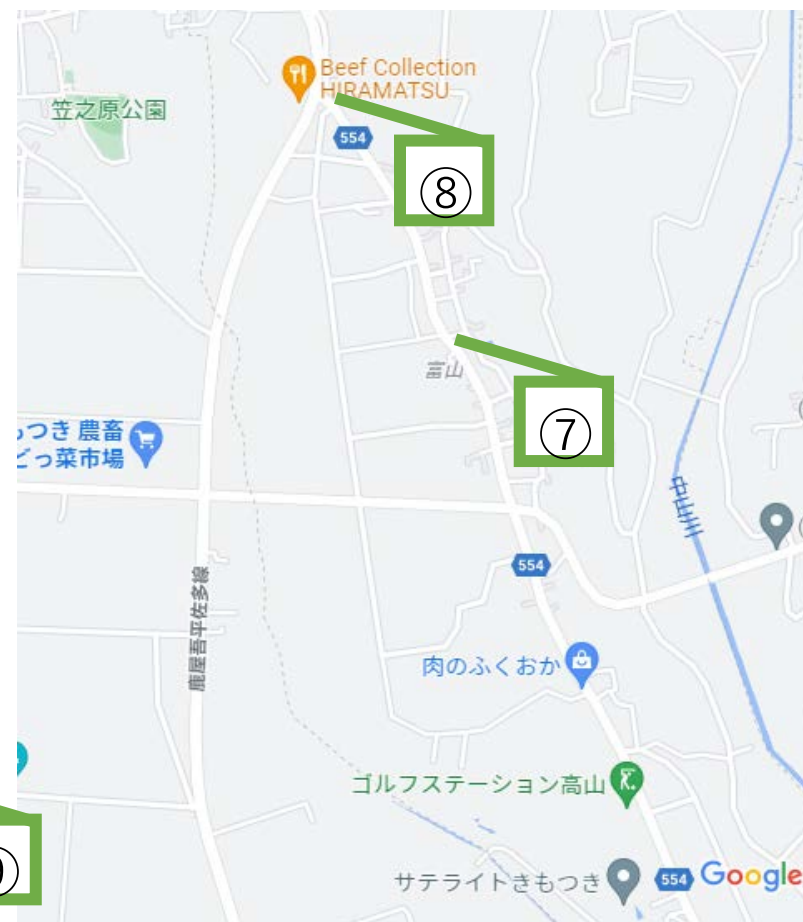 Beef Collection
HIRAMATSU
笠之原公園
554
⑧
富山
⑦
つき 農畜
どっ菜市場
中山川
554
鹿屋吾平佐多線
肉のふくおか
ゴルフステーション高山
サテライトきもつき
554
Google